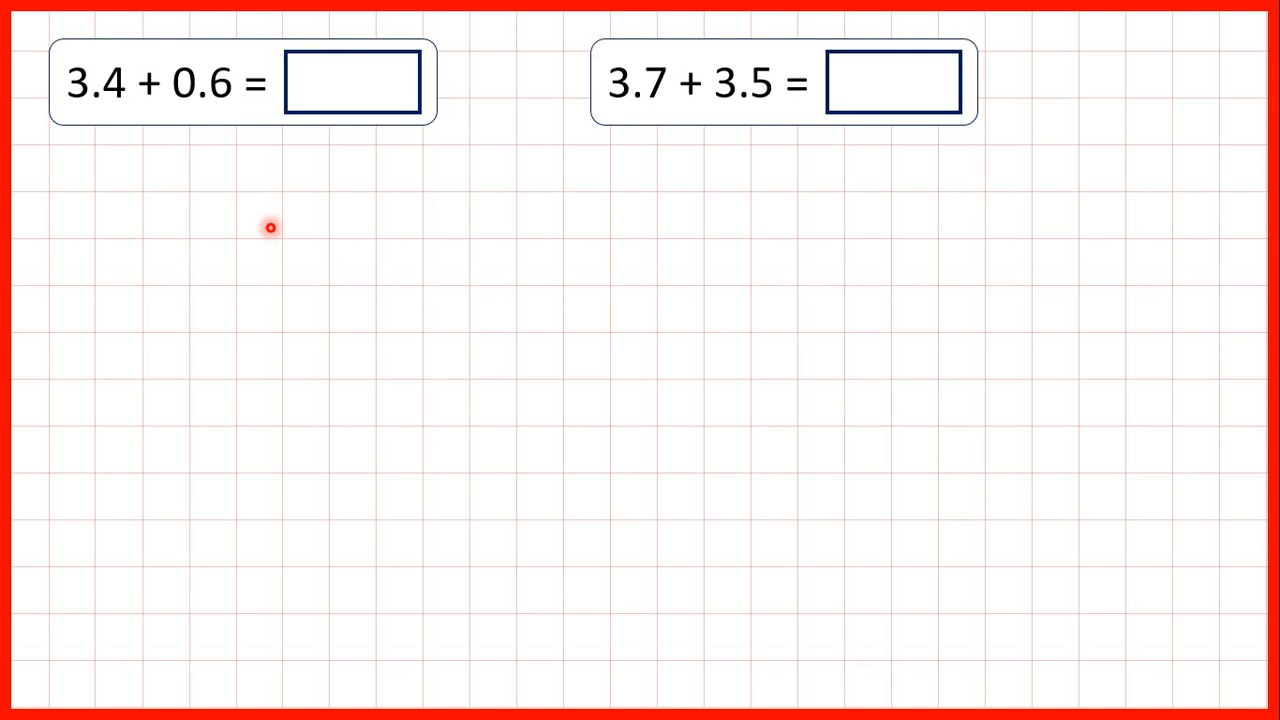 3.4 + 0.6 =
3.7 + 3.5 =